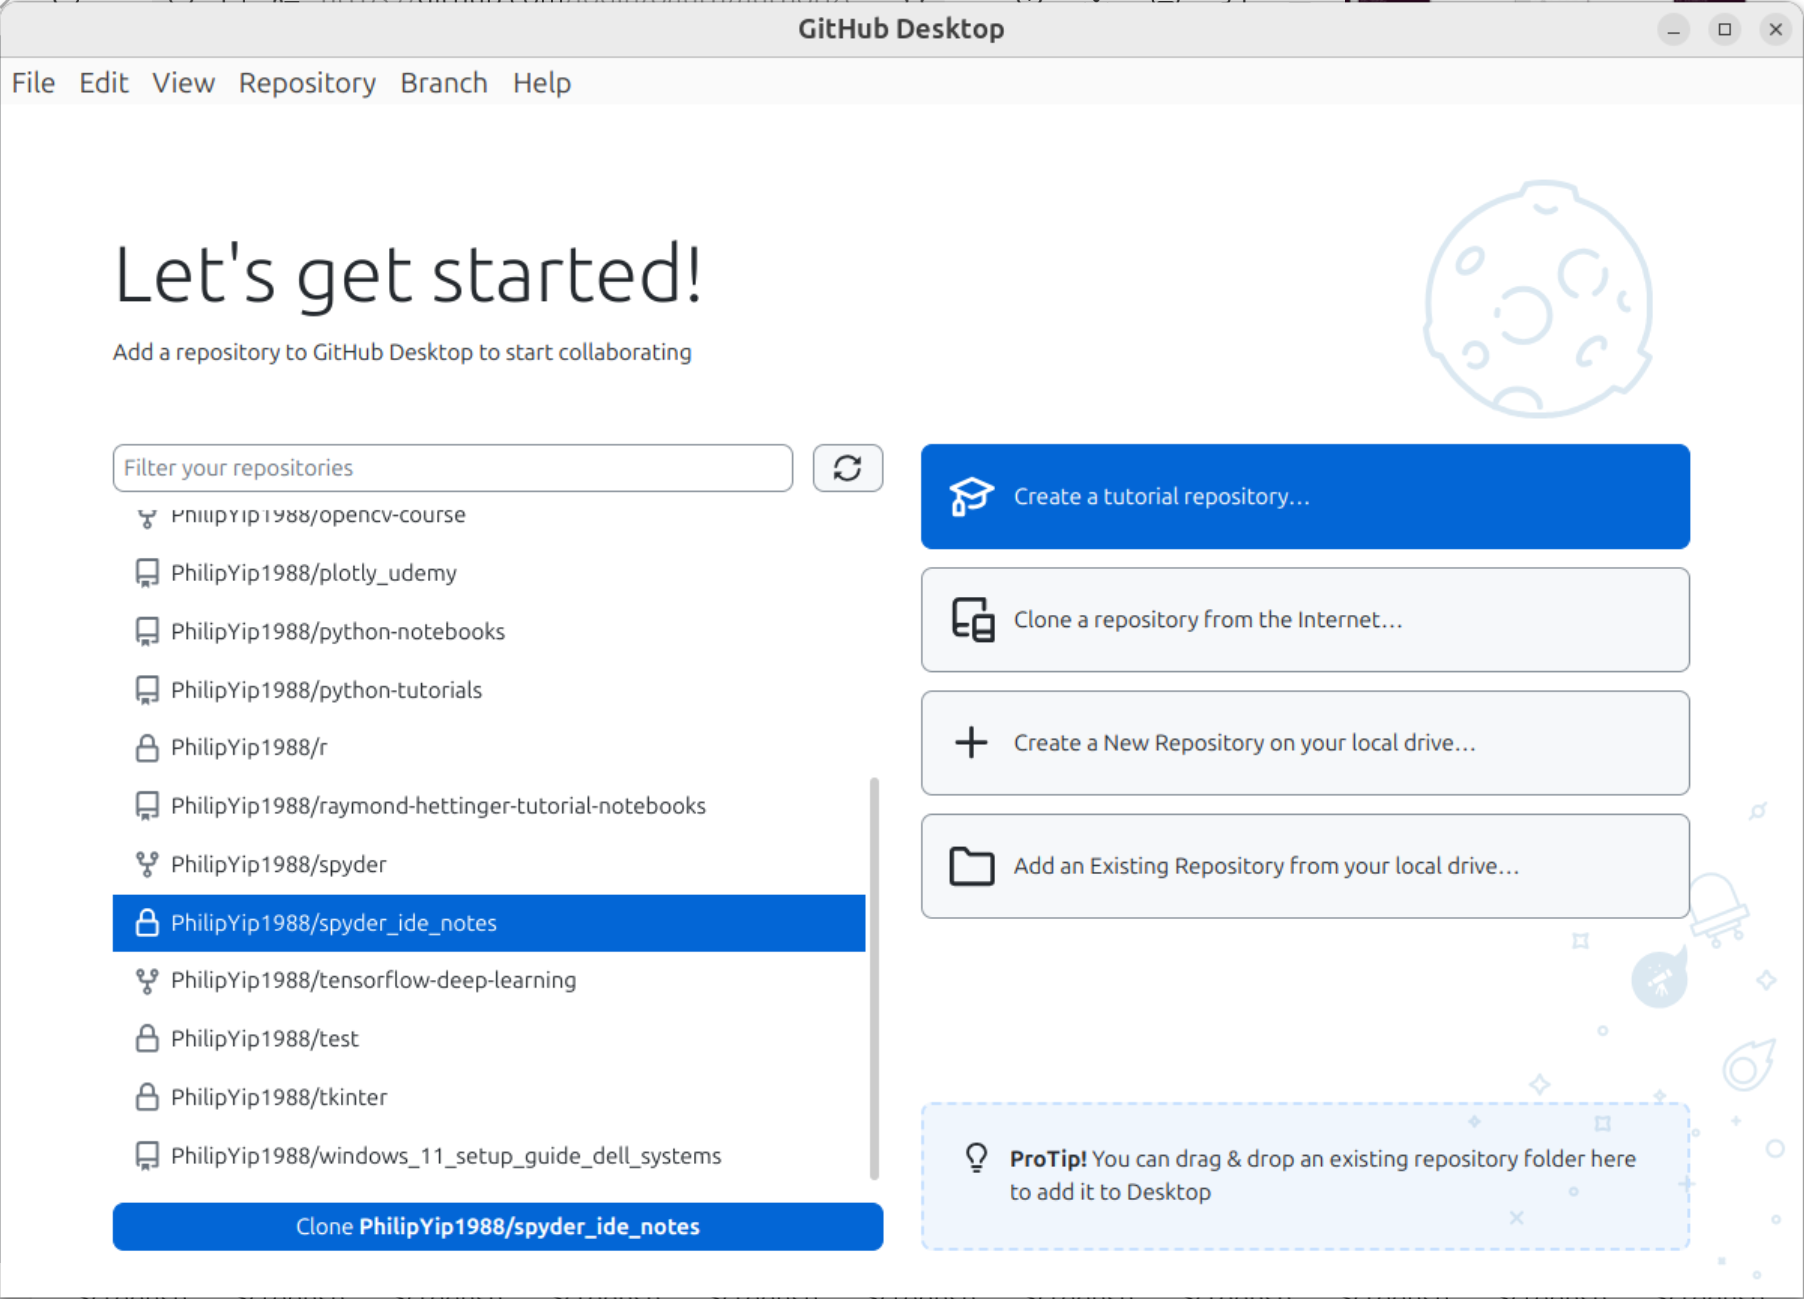 GitHub Desktop
File Edit View Repository Branch Help
Let's get started!
Add a repository to GitHub Desktop to start collaborating
Filter your repositories
PhilipYip1988/opencv-course
PhilipYip1988/plotly_udemy
PhilipYip1988/python-notebooks
PhilipYip1988/python-tutorials
PhilipYip1988/r
PhilipYip1988/raymond-hettinger-tutorial-notebooks
PhilipYip1988/spyder
PhilipYip1988/spyder_ide_notes
PhilipYip1988/tensorflow-deep-learning
PhilipYip1988/test
PhilipYip1988/tkinter
PhilipYip1988/windows_11_setup_guide_dell_systems
Clone PhilipYip1988/spyder_ide_notes
Create a tutorial repository…
Clone a repository from the Internet…
Create a New Repository on your local drive…
Add an Existing Repository from your local drive…
ProTip! You can drag & drop an existing repository folder here
to add it to Desktop